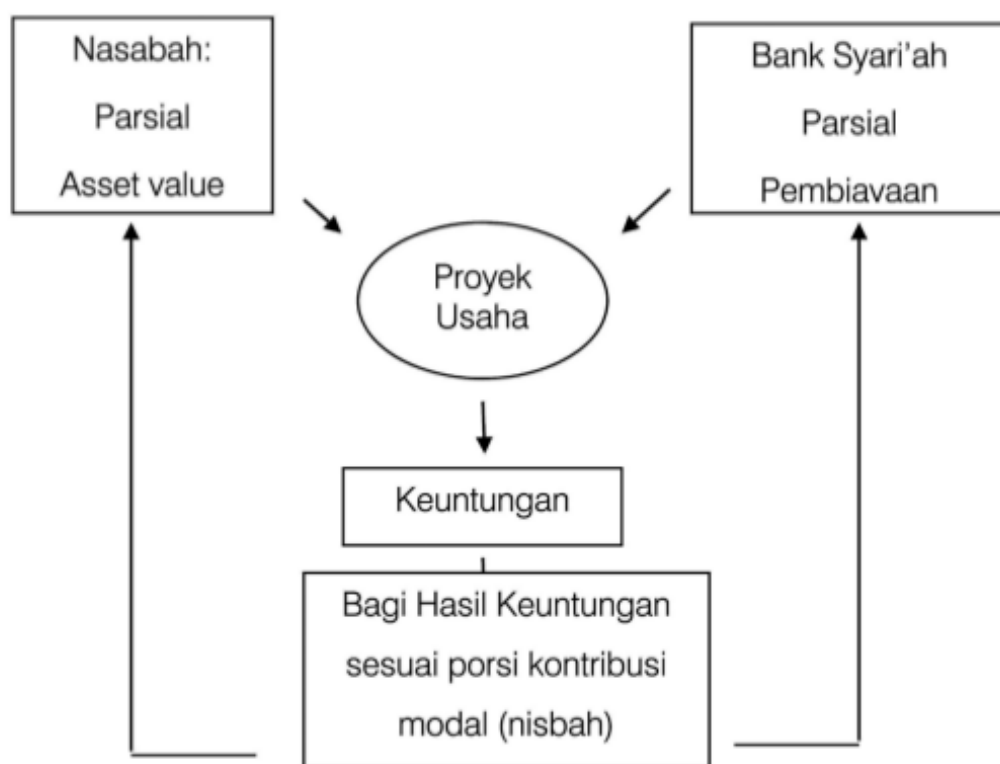 Nasabah:
Parsial
Asset value
Bank Syari'ah
Parsial
Pembiavaan
Proyek
Usaha
Keuntungan
Bagi Hasil Keuntungan
sesuai porsi kontribusi
modal (nisbah)